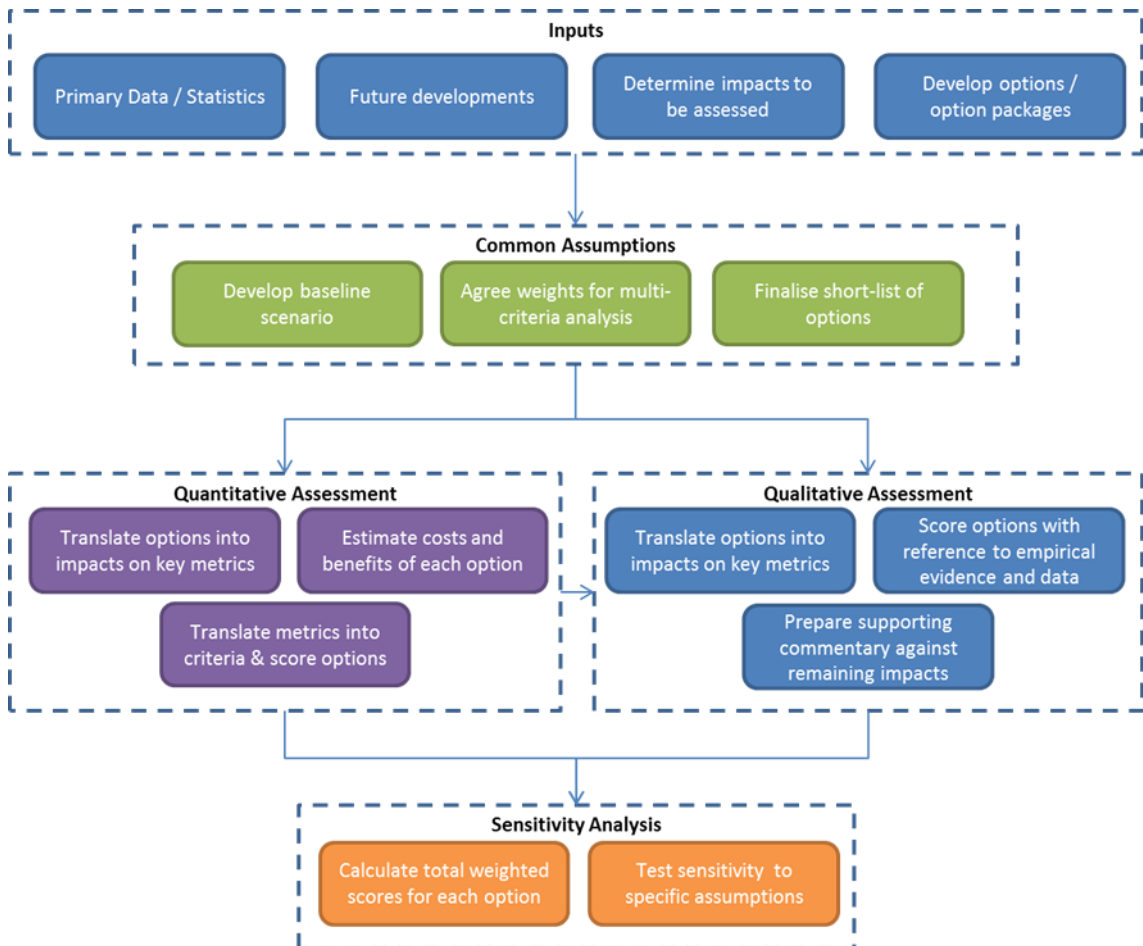 Inputs
Primary Data / Statistics
Future developments
Determine impacts to
be assessed
Develop options /
option packages
Common Assumptions
Develop baseline
scenario
Agree weights for multi-
criteria analysis
Finalise short-list of
options
Quantitative Assessment
Translate options into
impacts on key metrics
Estimate costs and
benefits of each option
Translate metrics into
criteria & score options
Qualitative Assessment
Translate options into
impacts on key metrics
Score options with
reference to empirical
evidence and data
Prepare supporting
commentary against
remaining impacts
Sensitivity Analysis
Calculate total weighted
scores for each option
Test sensitivity to
specific assumptions